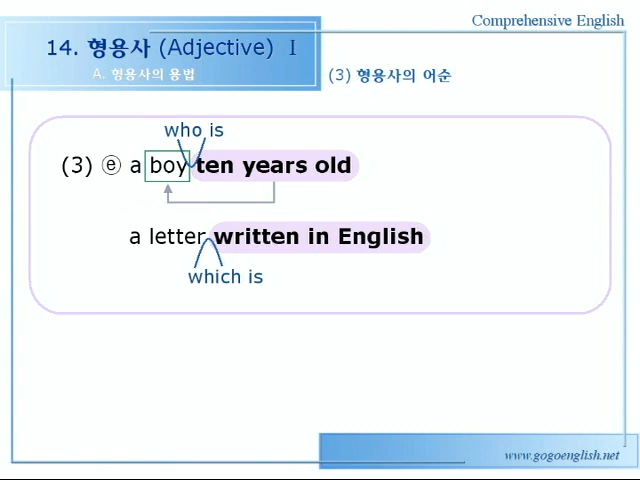 Comprehensive English
14. 형용사 (Adjective) I
A. 형용사의 용법
(3) 형용사의 어순
who is
(3) ⓔ a boy ten years old
a letter written in English
which is
www.gogoenglish.net